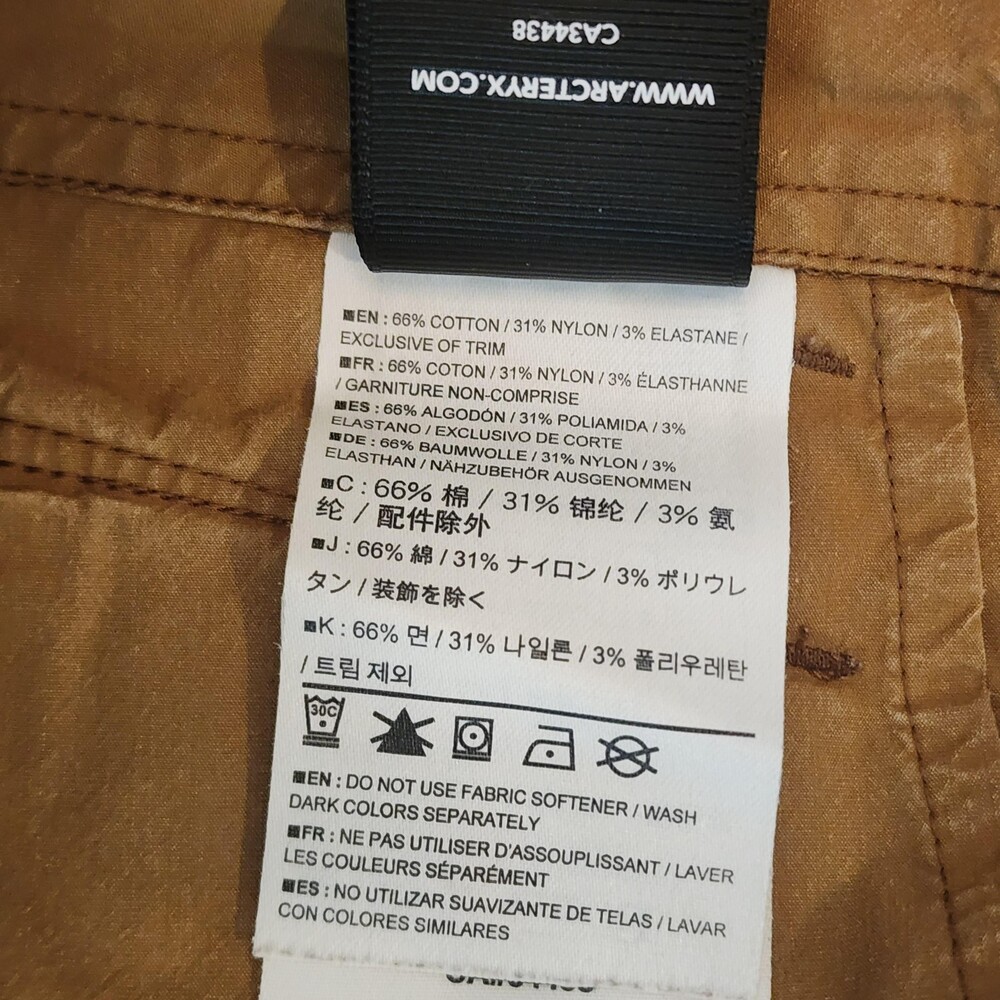 CA34438
WWW.ARCTERYX.COM
EN : 66% COTTON / 31% NYLON / 3% ELASTANE /
EXCLUSIVE OF TRIM
FR : 66% COTON / 31% NYLON / 3% ÉLASTHANNE
/ GARNITURE NON-COMPRISE
ES : 66% ALGODÓN / 31% POLIAMIDA / 3%
ELASTANO / EXCLUSIVO DE CORTE
DE : 66% BAUMWOLLE / 31% NYLON / 3%
ELASTHAN / NÄHZUBEHÖR AUSGENOMMEN
C : 66% 棉 / 31% 锦纶 / 3% 氨
纶 / 配件除外
J : 66% 綿 / 31% ナイロン / 3% ポリウレ
タン / 装飾を除く
K : 66% 면 / 31% 나일론 / 3% 폴리우레탄
/ 트림 제외
30C
EN : DO NOT USE FABRIC SOFTENER / WASH
DARK COLORS SEPARATELY
FR : NE PAS UTILISER D'ASSOUPLISSANT / LAVER
LES COULEURS SÉPARÉMENT
ES : NO UTILIZAR SUAVIZANTE DE TELAS / LAVAR
CON COLORES SIMILARES